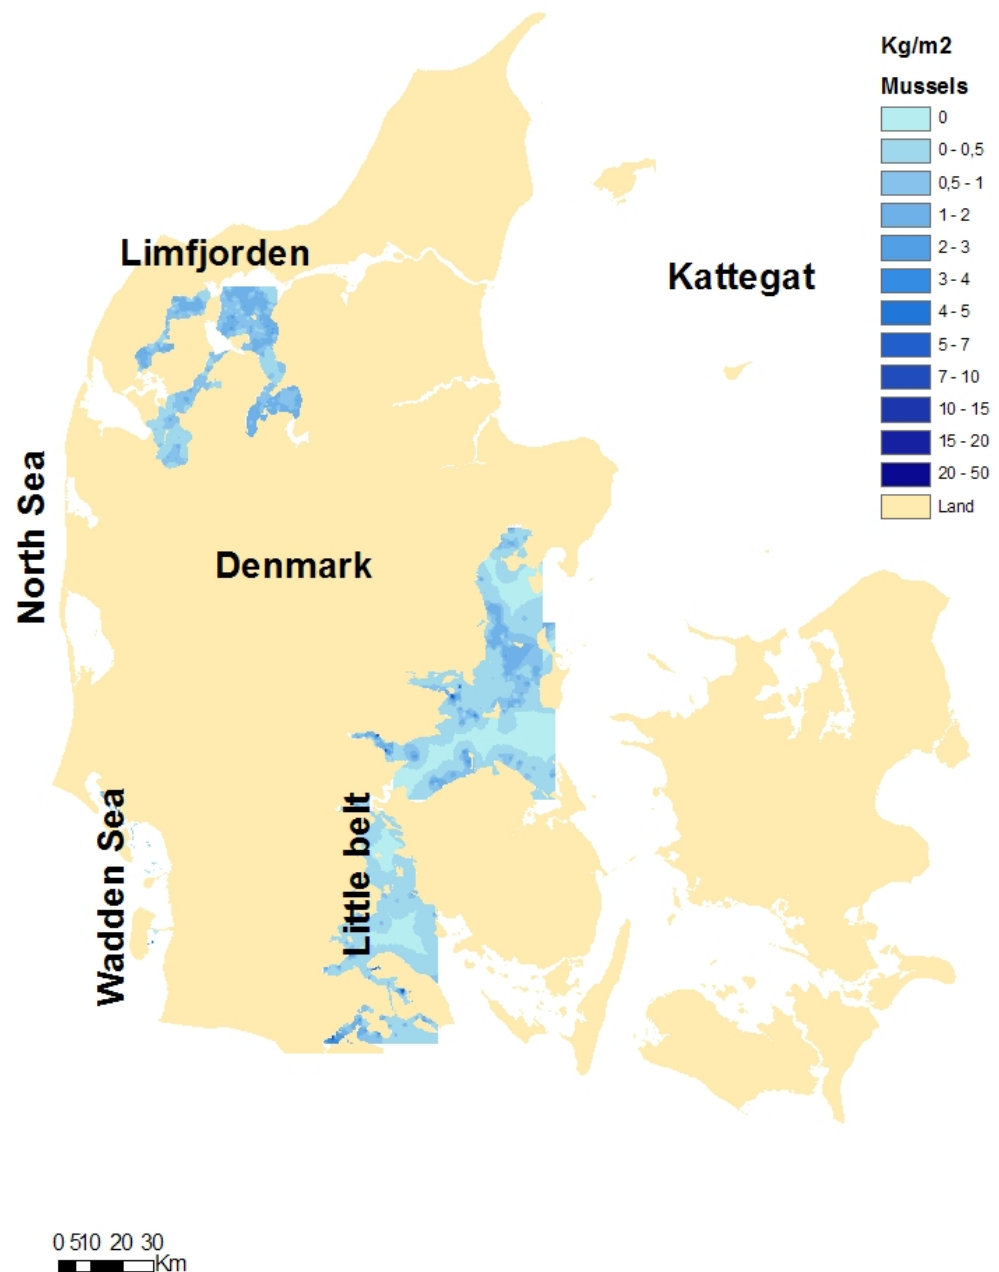 Kg/m2
Mussels
0
0 - 0,5
0,5 - 1
1 - 2
2 - 3
3 - 4
4 - 5
5 - 7
7 - 10
10 - 15
15 - 20
20 - 50
Land
Limfjorden
Kattegat
North Sea
Denmark
Wadden Sea
Little belt
0 510 20 30
Km